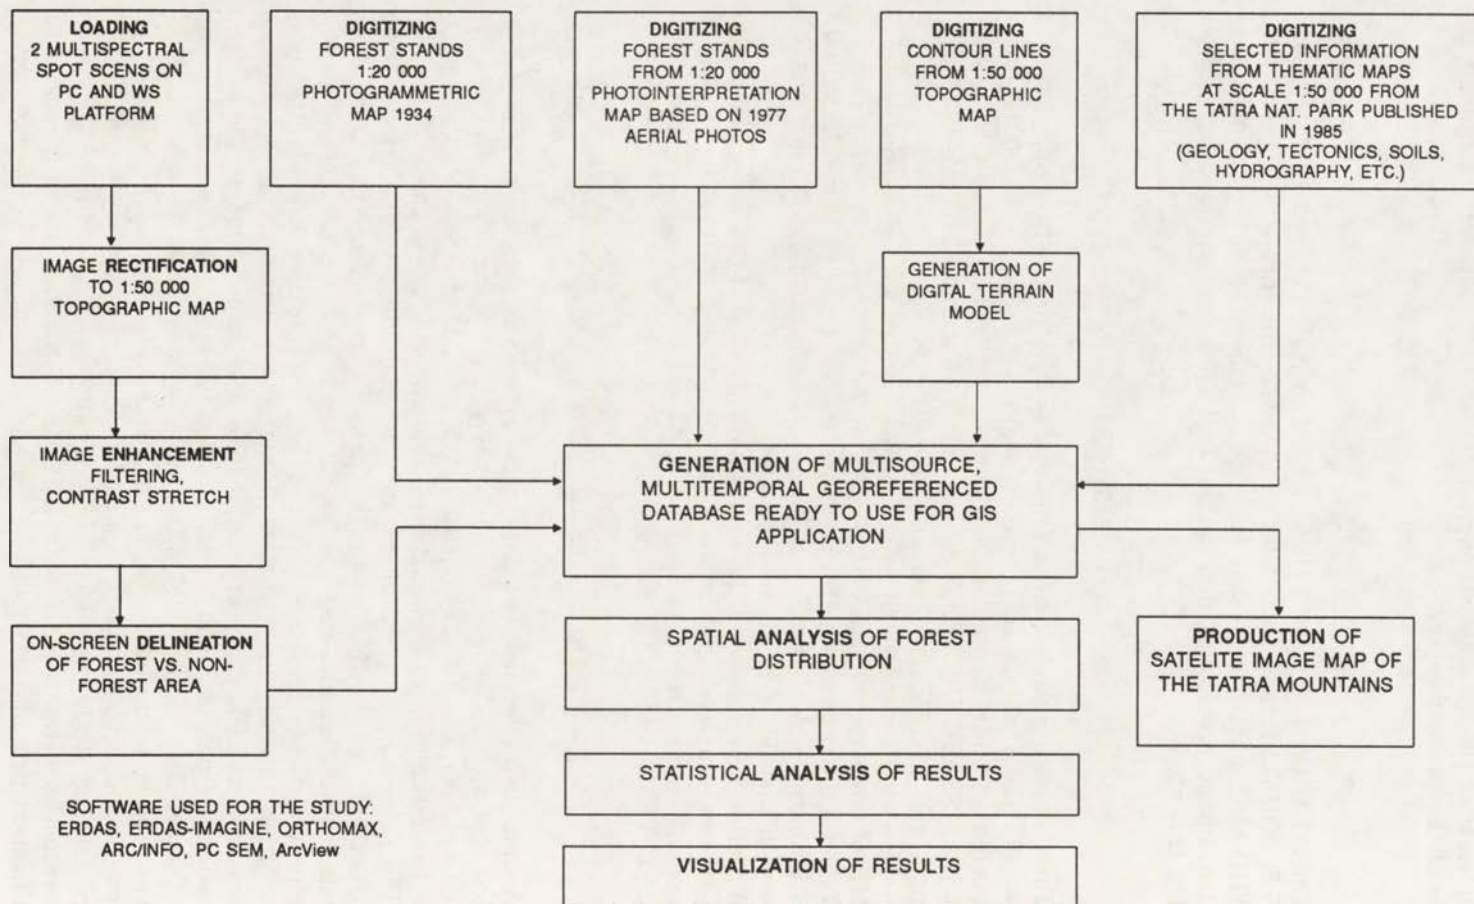 LOADING
2 MULTISPECTRAL
SPOT SCENS ON
PC AND WS
PLATFORM
DIGITIZING
FOREST STANDS
1:20 000
PHOTOGRAMMETRIC
MAP 1934
DIGITIZING
FOREST STANDS
FROM 1:20 000
PHOTOINTERPRETATION
MAP BASED ON 1977
AERIAL PHOTOS
DIGITIZING
CONTOUR LINES
FROM 1:50 000
TOPOGRAPHIC
MAP
DIGITIZING
SELECTED INFORMATION
FROM THEMATIC MAPS
AT SCALE 1:50 000 FROM
THE TATRA NAT. PARK PUBLISHED
IN 1985
(GEOLOGY, TECTONICS, SOILS,
HYDROGRAPHY, ETC.)
IMAGE RECTIFICATION
TO 1:50 000
TOPOGRAPHIC MAP
GENERATION OF
DIGITAL TERRAIN
MODEL
IMAGE ENHANCEMENT
FILTERING,
CONTRAST STRETCH
GENERATION OF MULTISOURCE,
MULTITEMPORAL GEOREFERENCED
DATABASE READY TO USE FOR GIS
APPLICATION
ON-SCREEN DELINEATION
OF FOREST VS. NON-
FOREST AREA
SPATIAL ANALYSIS OF FOREST
DISTRIBUTION
PRODUCTION OF
SATELITE IMAGE MAP OF
THE TATRA MOUNTAINS
STATISTICAL ANALYSIS OF RESULTS
SOFTWARE USED FOR THE STUDY:
ERDAS, ERDAS-IMAGINE, ORTHOMAX,
ARC/INFO, PC SEM, ArcView
VISUALIZATION OF RESULTS